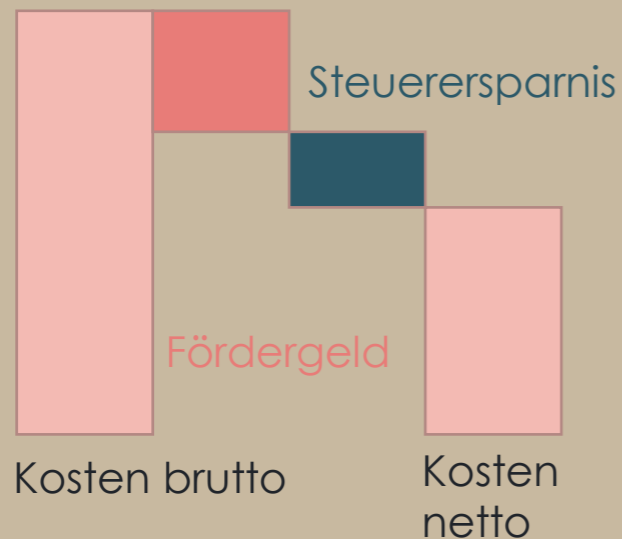 Steuerersparnis
Fördergeld
Kosten brutto
Kosten
netto